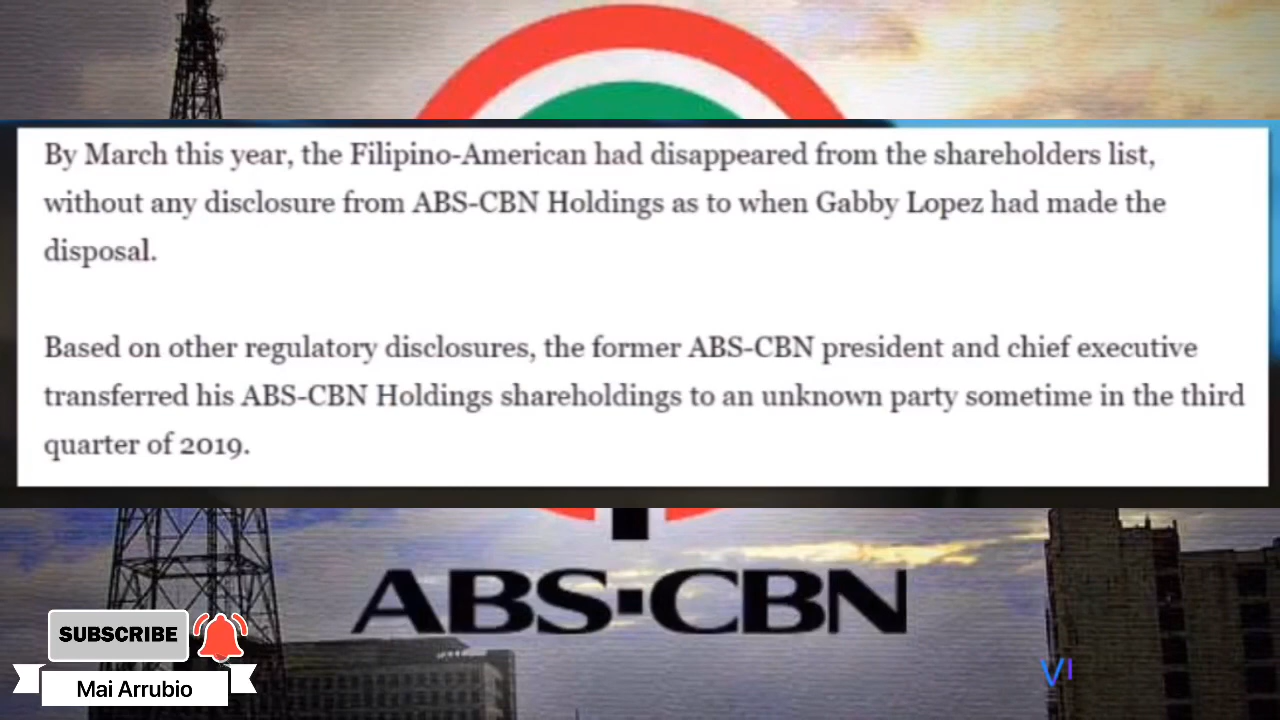 By March this year, the Filipino-American had disappeared from the shareholders list,
without any disclosure from ABS-CBN Holdings as to when Gabby Lopez had made the
disposal.
Based on other regulatory disclosures, the former ABS-CBN president and chief executive
transferred his ABS-CBN Holdings shareholdings to an unknown party sometime in the third
quarter of 2019.
ABS-CBN
SUBSCRIBE
Mai Arrubio
VI